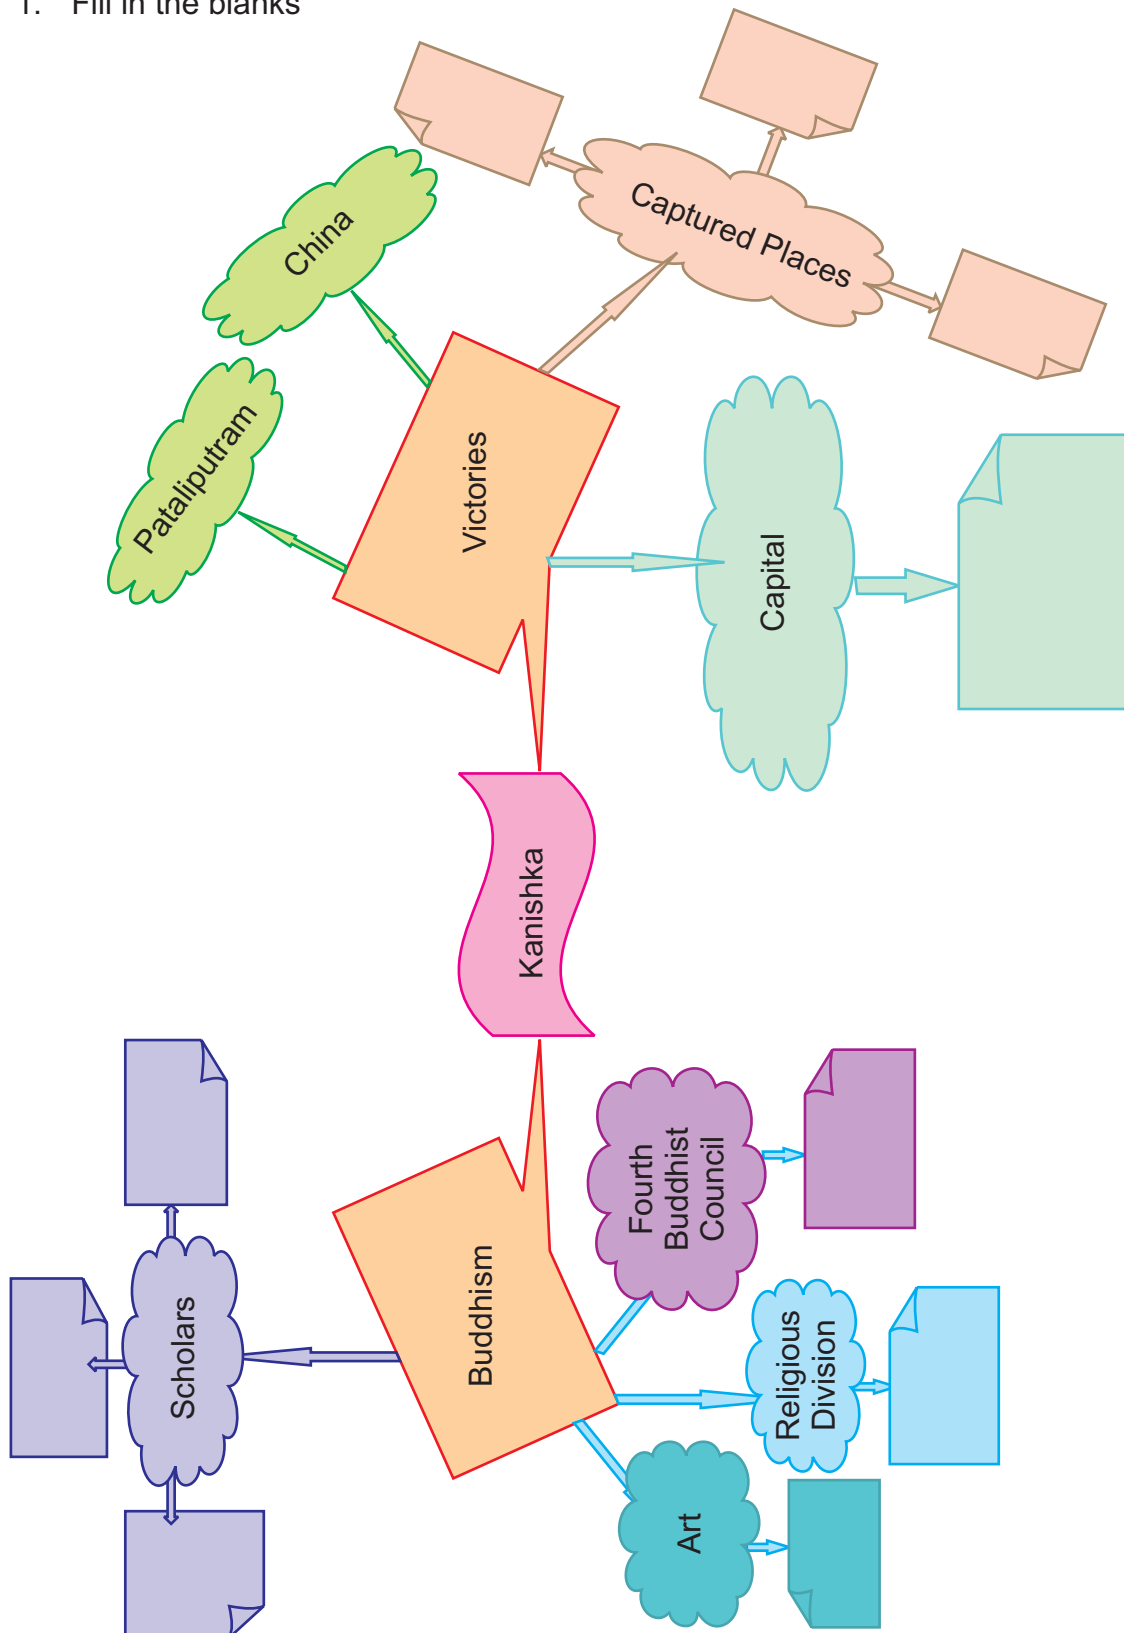 1. Fill in the blanks
China
Pataliputram
Captured Places
Victories
Capital
Kanishka
Buddhism
Scholars
Fourth
Buddhist
Council
Religious
Division
Art